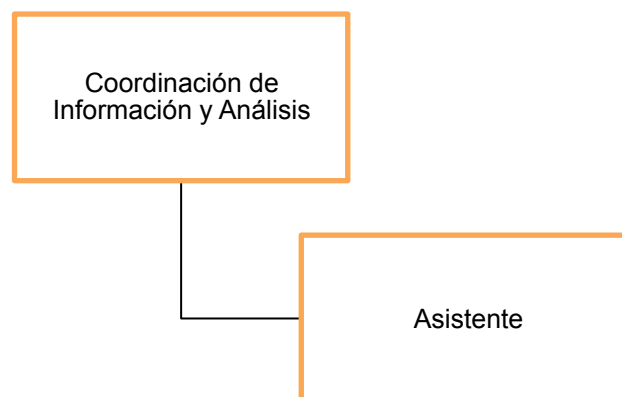 Coordinación de
Información y Análisis
Asistente